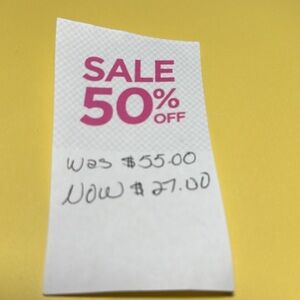 SALE
50% OFF
Was $55.00
NOW $27.00